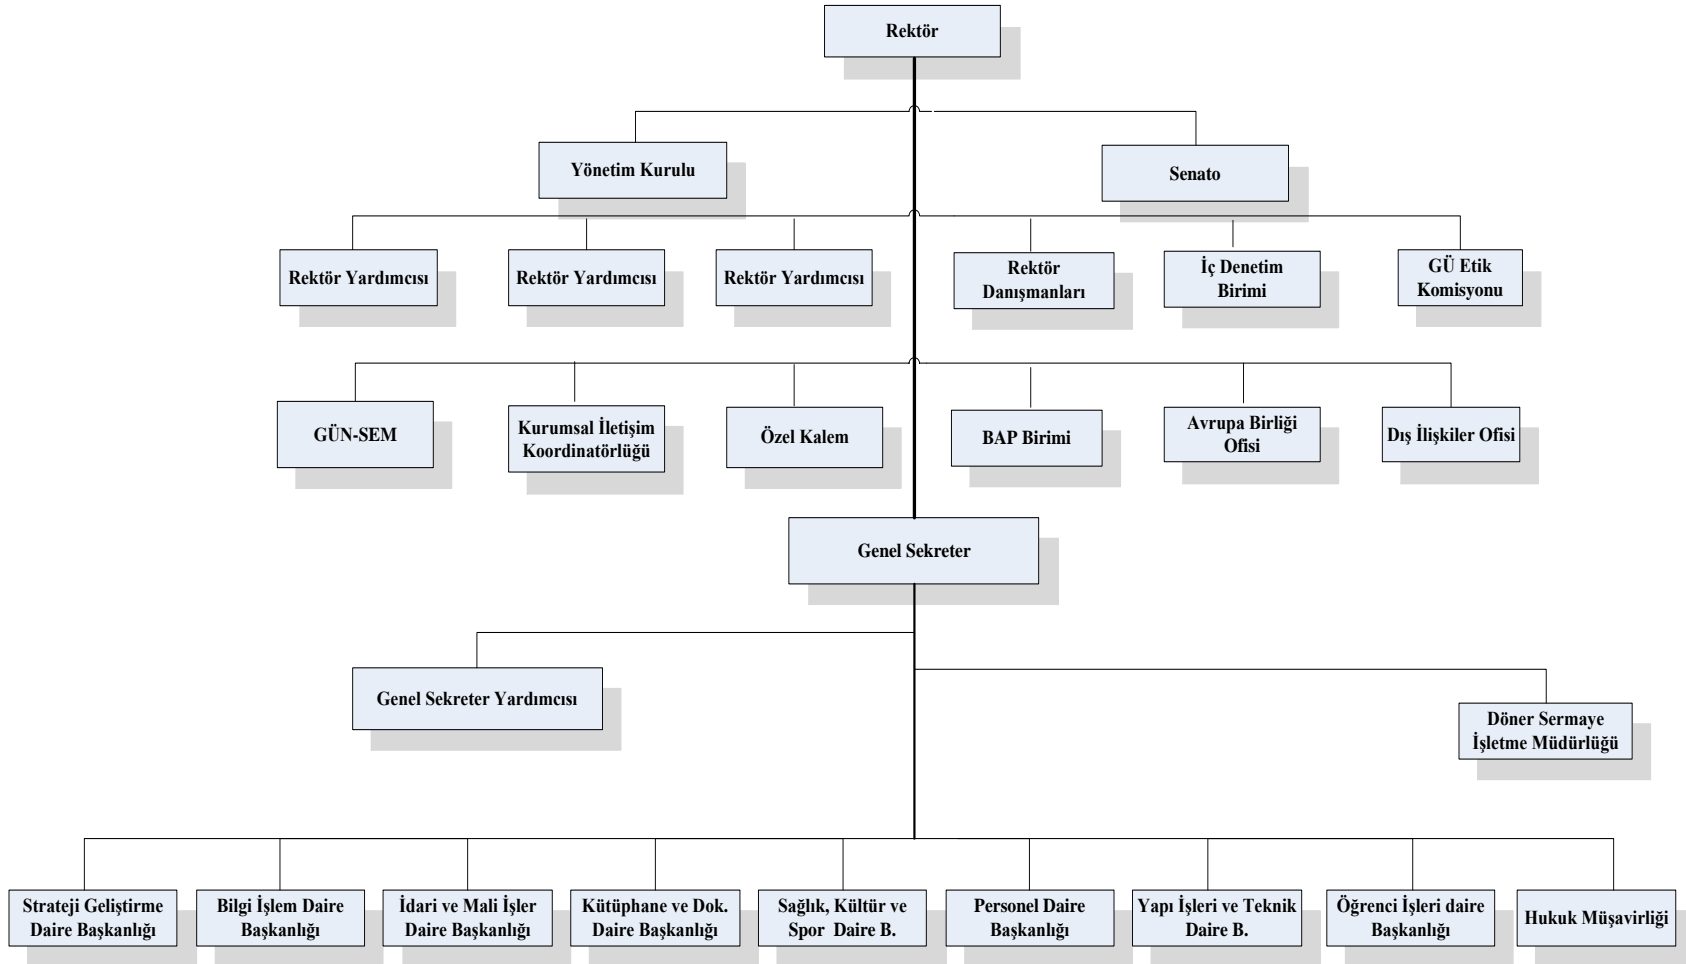 Rektör
Yönetim Kurulu
Senato
Rektör Yardımcısı
Rektör Yardımcısı
Rektör Yardımcısı
Rektör
Danışmanları
İç Denetim
Birimi
GÜ Etik
Komisyonu
GÜN-SEM
Kurumsal İletişim
Koordinatörlüğü
Özel Kalem
BAP Birimi
Avrupa Birliği
Ofisi
Dış İlişkiler Ofisi
Genel Sekreter
Genel Sekreter Yardımcısı
Döner Sermaye
İşletme Müdürlüğü
Strateji Geliştirme
Daire Başkanlığı
Bilgi İşlem Daire
Başkanlığı
İdari ve Mali İşler
Daire Başkanlığı
Kütüphane ve Dok.
Daire Başkanlığı
Sağlık, Kültür ve
Spor Daire B.
Personel Daire
Başkanlığı
Yapı İşleri ve Teknik
Daire B.
Öğrenci İşleri daire
Başkanlığı
Hukuk Müşavirliği